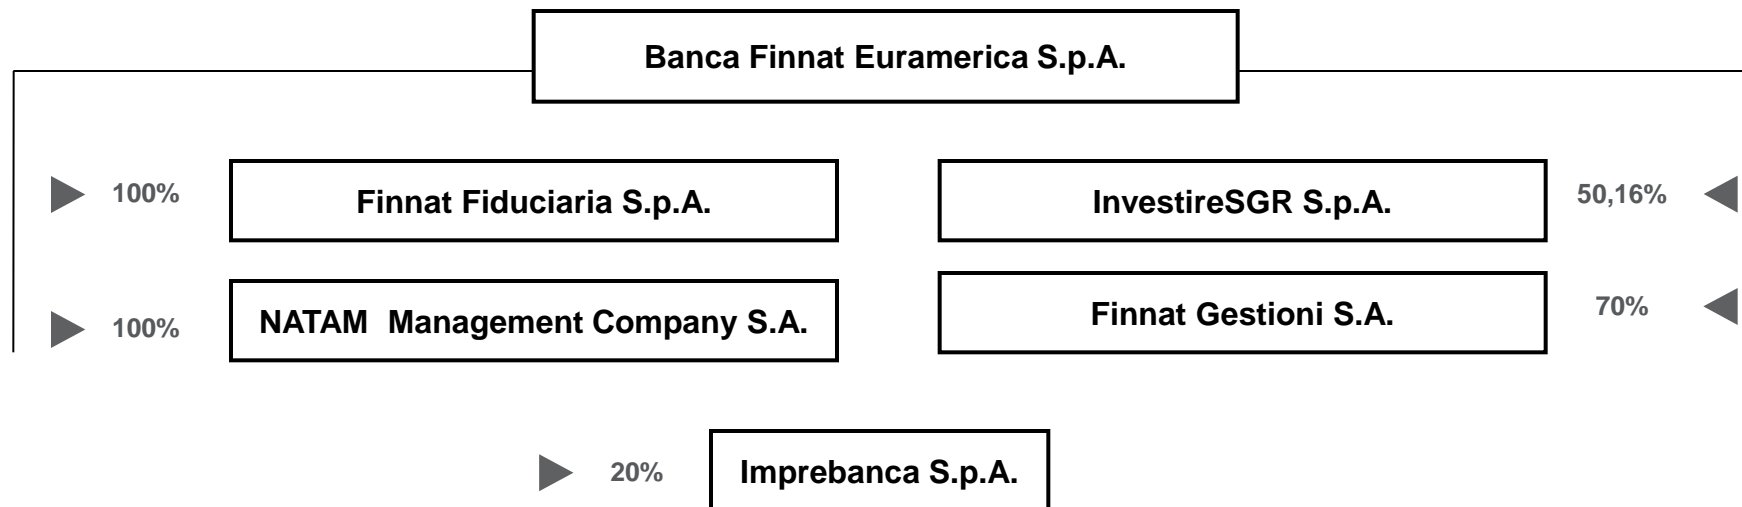 Banca Finnat Euramerica S.p.A.
100%
Finnat Fiduciaria S.p.A.
InvestireSGR S.p.A.
50,16%
100%
NATAM Management Company S.A.
Finnat Gestioni S.A.
70%
20%
Imprebanca S.p.A.